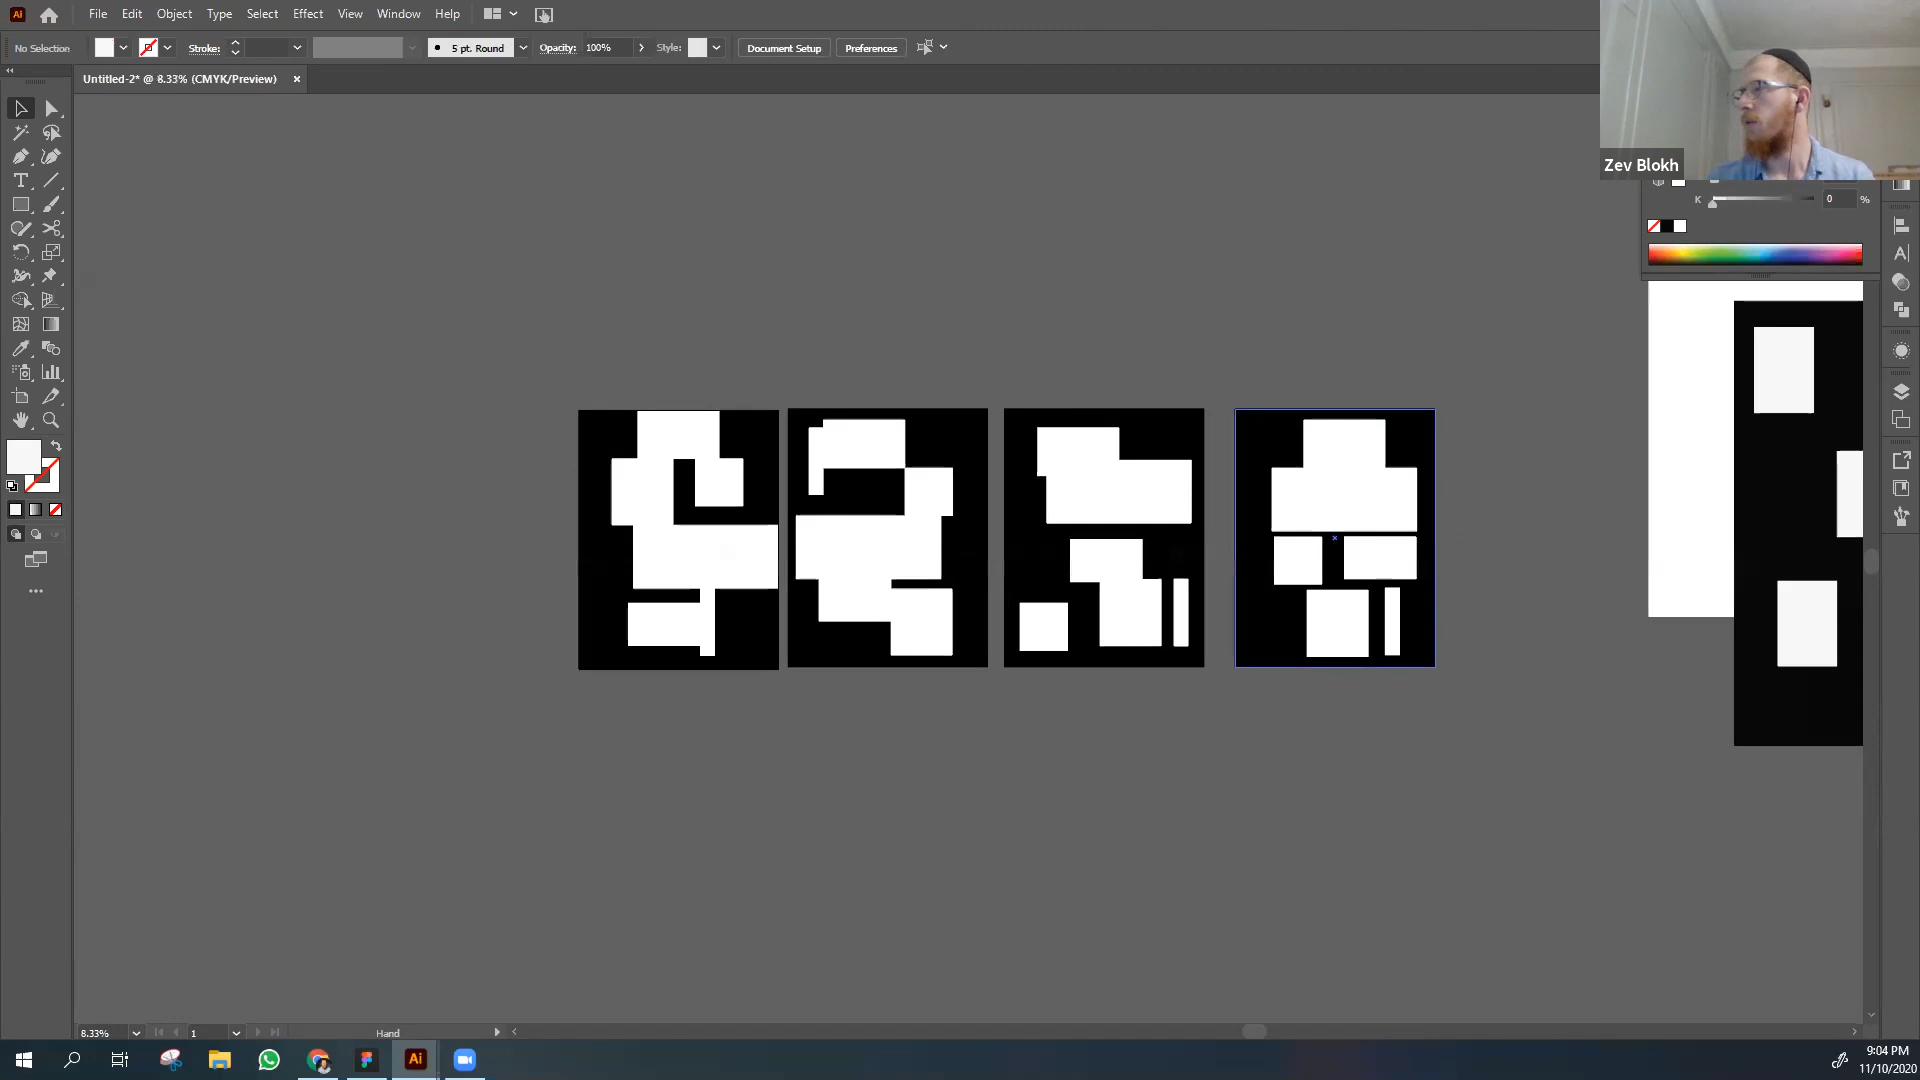 Ai File Edit Object Type Select Effect View Window Help
No Selection Stroke: 5 pt. Round Opacity: 100% Style: Document Setup Preferences
Untitled-2* @ 8.33% (CMYK/Preview) ×
Zev Blokh
K 0 %
8.33% 1 Hand
Ai
9:04 PM
11/10/2020